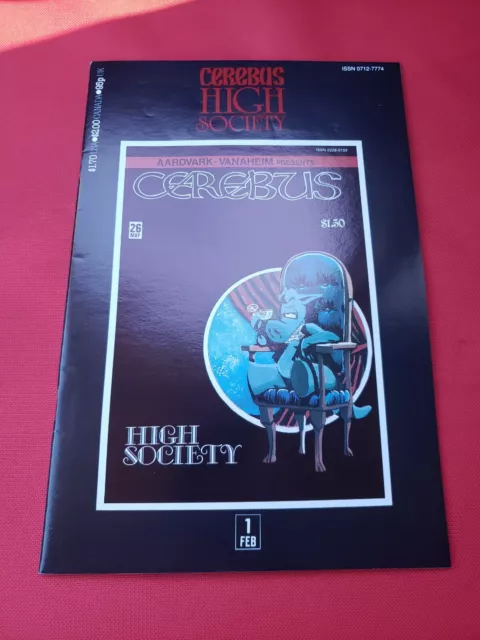 ISSN 0712-7774
$1.70 US $2.00 CANADA 95p UK
CEREBUS
HIGH
SOCIETY
AARDVARK-VANAHEIM PRESENTS
CEREBUS
26
MAY
$1.50
HIGH
SOCIETY
1
FEB